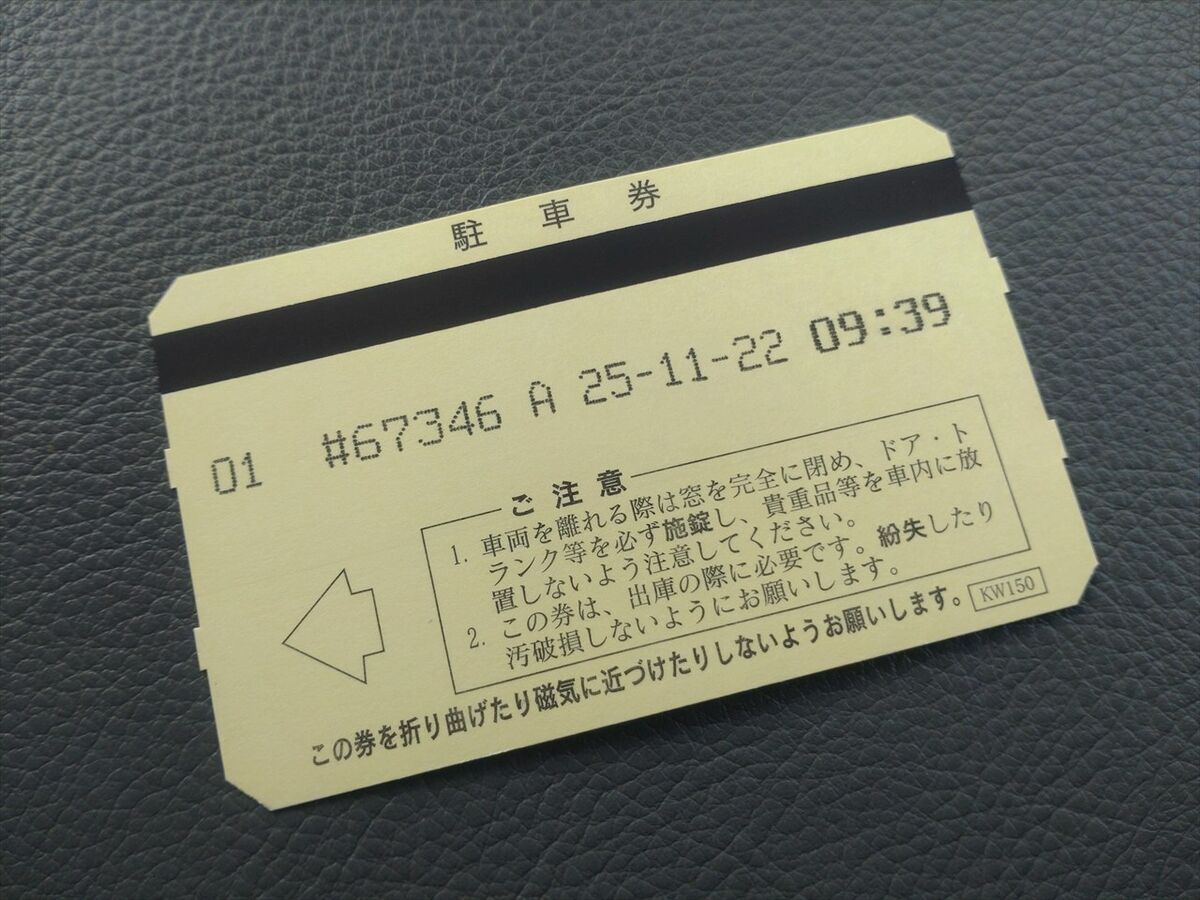 駐車券
01 #67346 A 25-11-22 09:39
ご注意
1. 車両を離れる際は窓を完全に閉め、ドア・ト
ランク等を必ず施錠し、貴重品等を車内に放
置しないよう注意してください。
2. この券は、出庫の際に必要です。紛失したり
汚破損しないようにお願いします。
KW150
この券を折り曲げたり磁気に近づけたりしないようお願いします。